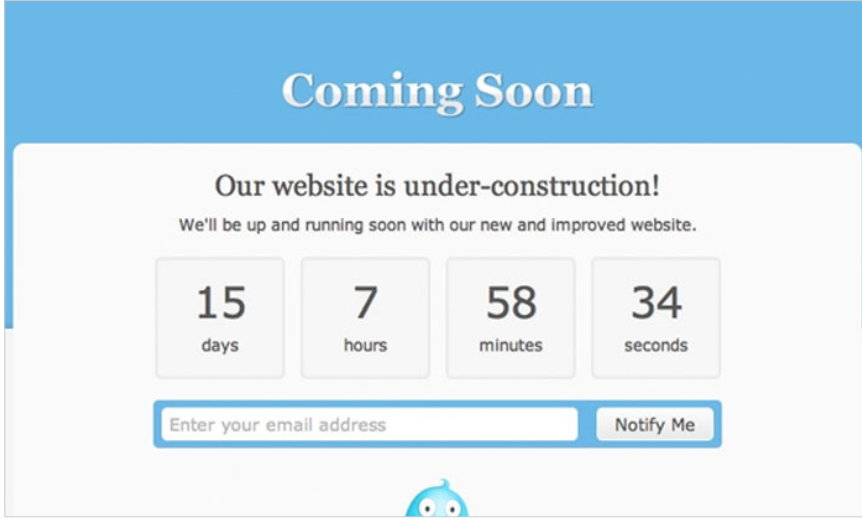 Coming Soon
Our website is under-construction!
We'll be up and running soon with our new and improved website.
15 7 58 34
days hours minutes seconds
Enter your email address Notify Me